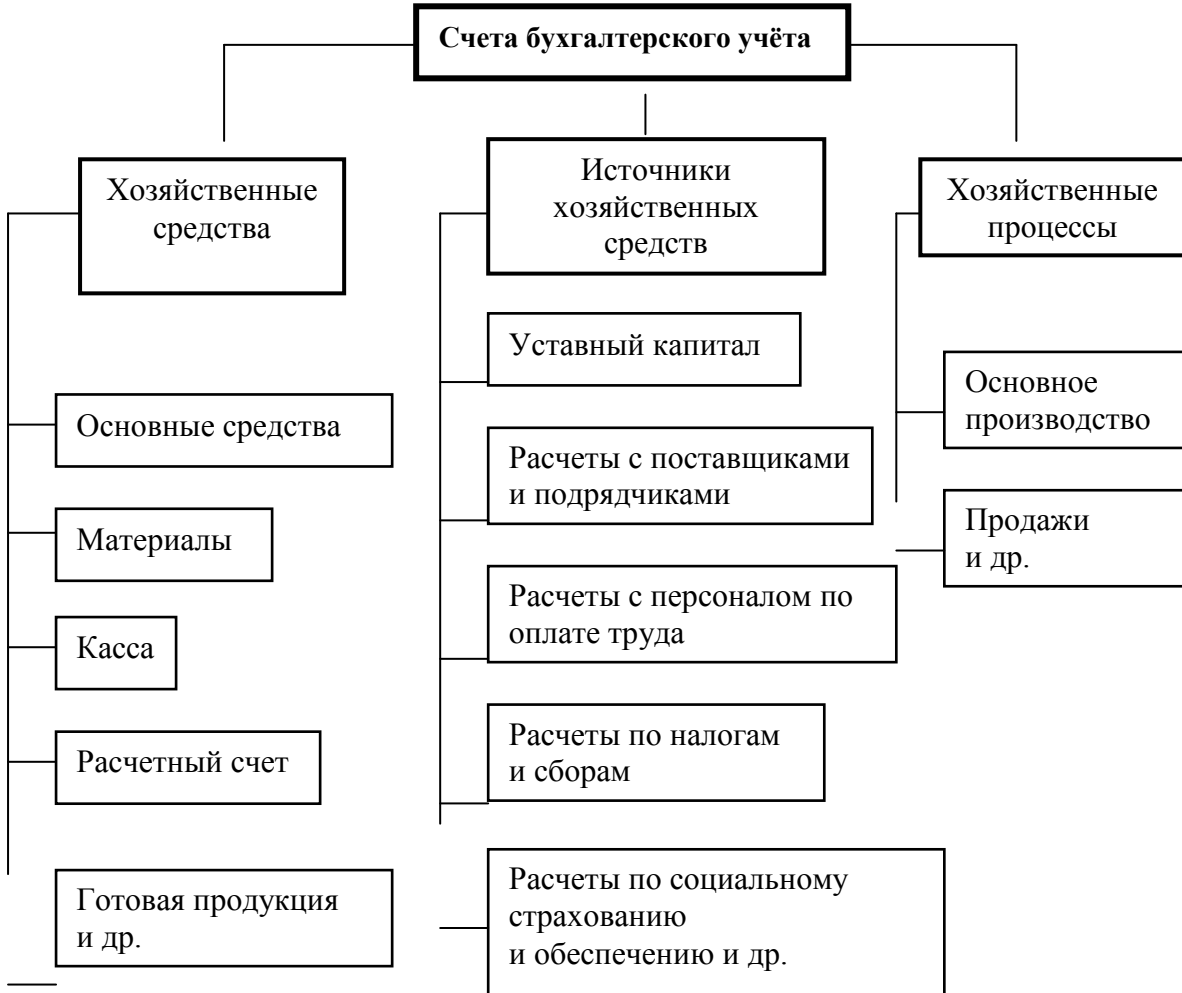 Счета бухгалтерского учёта
Хозяйственные
средства
Источники
хозяйственных
средств
Хозяйственные
процессы
Основные средства
Материалы
Касса
Расчетный счет
Готовая продукция
и др.
Уставный капитал
Расчеты с поставщиками
и подрядчиками
Расчеты с персоналом по
оплате труда
Расчеты по налогам
и сборам
Расчеты по социальному
страхованию
и обеспечению и др.
Основное
производство
Продажи
и др.